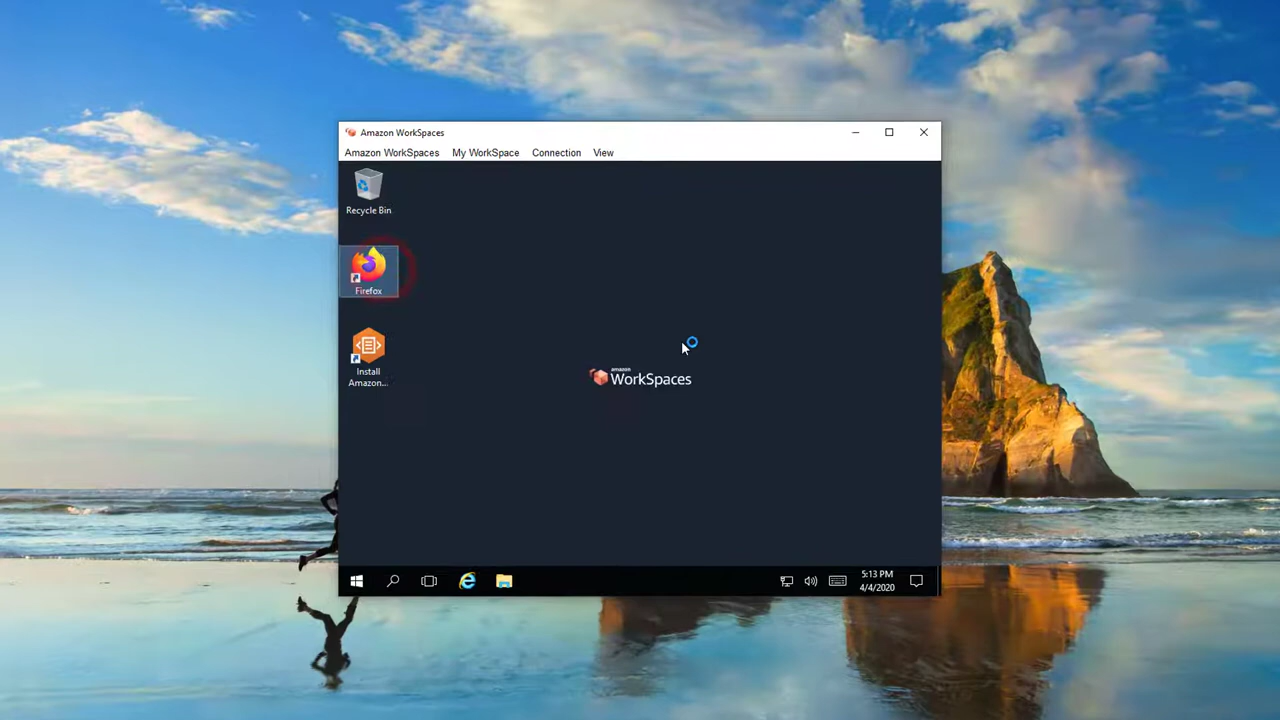 Amazon WorkSpaces
Amazon WorkSpaces My WorkSpace Connection View
Recycle Bin
Firefox
Install
Amazon...
amazon
WorkSpaces
5:13 PM
4/4/2020